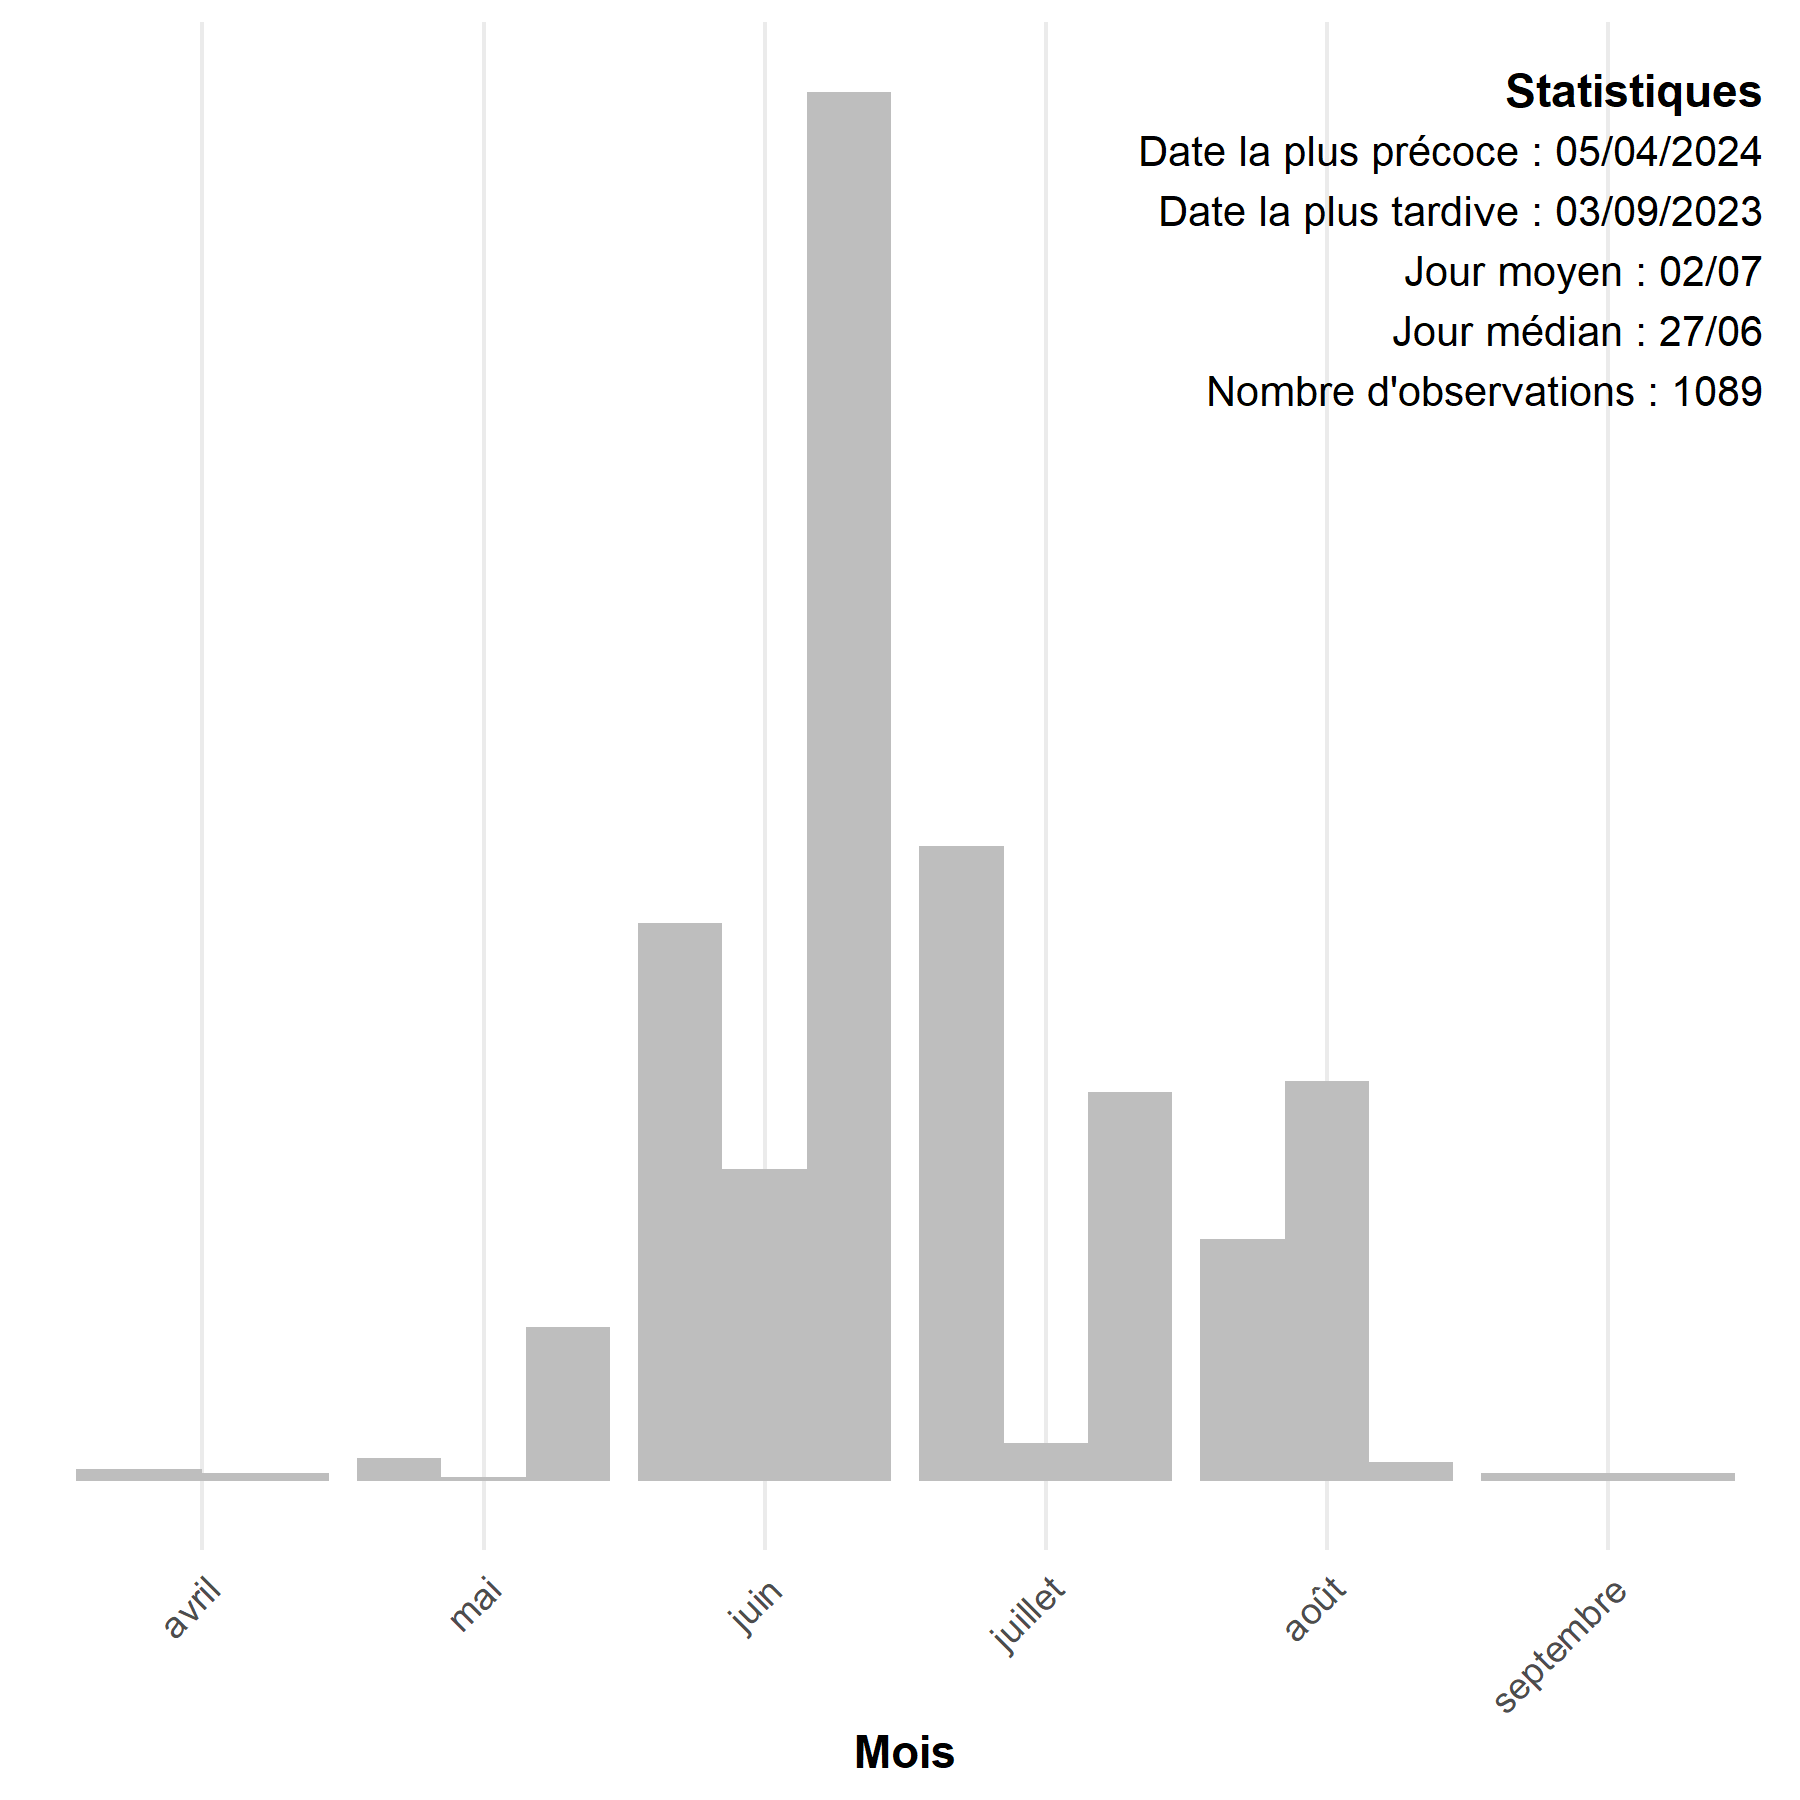 Statistiques
Date la plus précoce : 05/04/2024
Date la plus tardive : 03/09/2023
Jour moyen : 02/07
Jour médian : 27/06
Nombre d'observations : 1089
avril
mai
juin
juillet
août
septembre
Mois